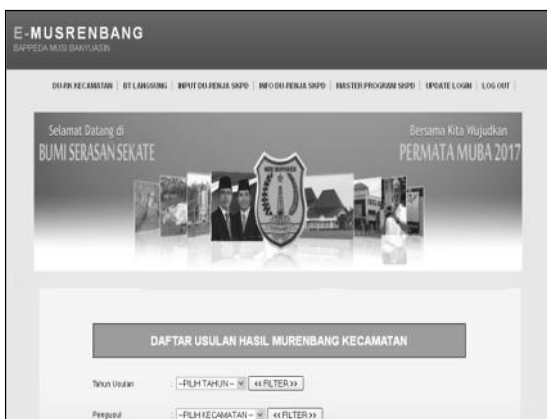 E-MUSRENBANG
BAPPEDA MUSI BANYUASIN
DU-RK KECAMATAN | BT LANGSUNG | INPUT DU-RENJA SKPD | INFO DU-RENJA SKPD | MASTER PROGRAM SKPD | UPDATE LOGIN | LOG OUT |
Selamat Datang di
BUMI SERASAN SEKATE
Bersama Kita Wujudkan
PERMATA MUBA 2017
DAFTAR USULAN HASIL MURENBANG KECAMATAN
Tahun Usulan : --PILIH TAHUN-- << FILTER >>
Pengusul : --PILIH KECAMATAN-- << FILTER >>